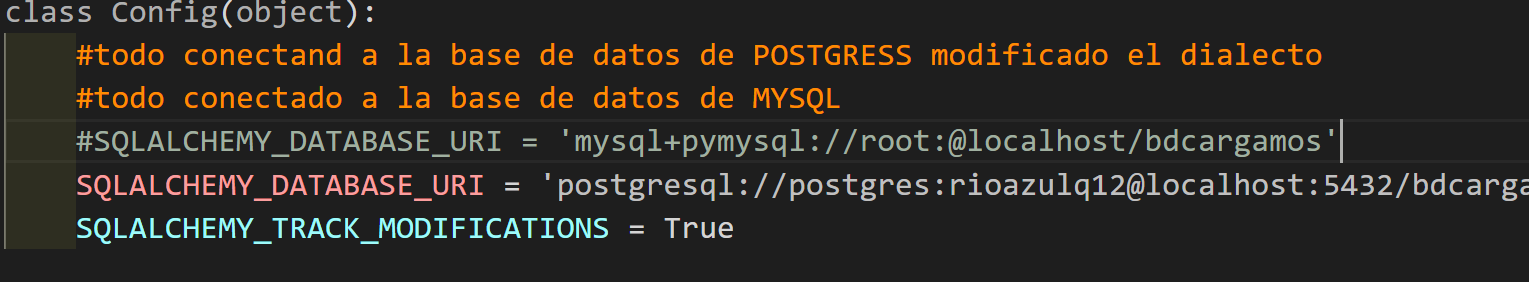 class Config(object):
#todo conectand a la base de datos de POSTGRESS modificado el dialecto
#todo conectado a la base de datos de MYSQL
#SQLALCHEMY_DATABASE_URI = 'mysql+pymysql://root:@localhost/bdcargamos'
SQLALCHEMY_DATABASE_URI = 'postgresql://postgres:rioazulq12@localhost:5432/bdcarga
SQLALCHEMY_TRACK_MODIFICATIONS = True